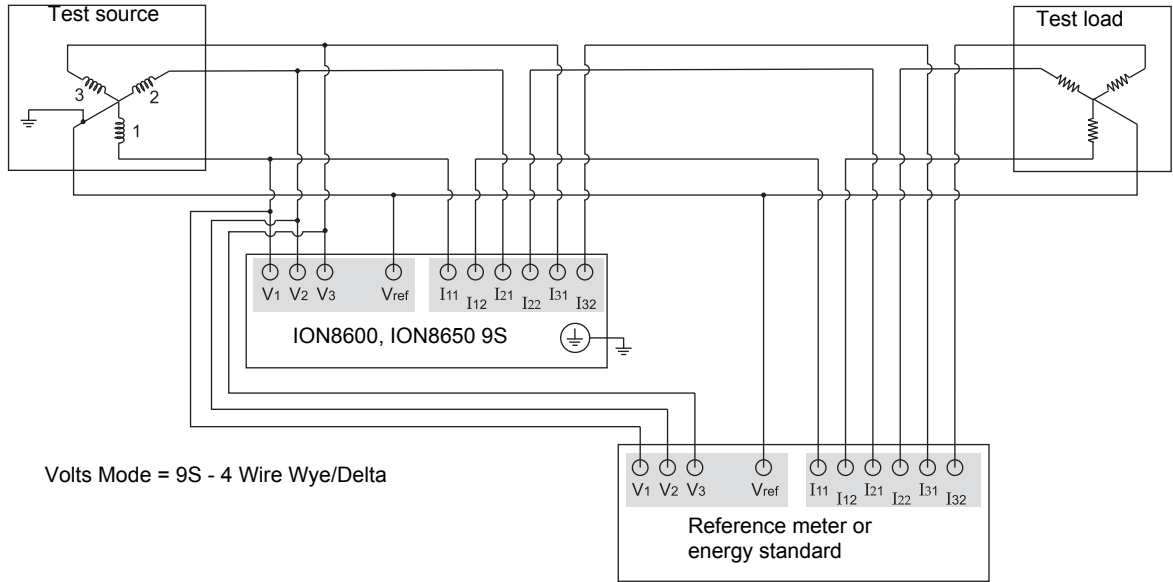 Test source
Test load
3
2
1
V1 V2 V3 Vref I11 I12 I21 I22 I31 I32
ION8600, ION8650 9S
Volts Mode = 9S - 4 Wire Wye/Delta
V1 V2 V3 Vref I11 I12 I21 I22 I31 I32
Reference meter or
energy standard